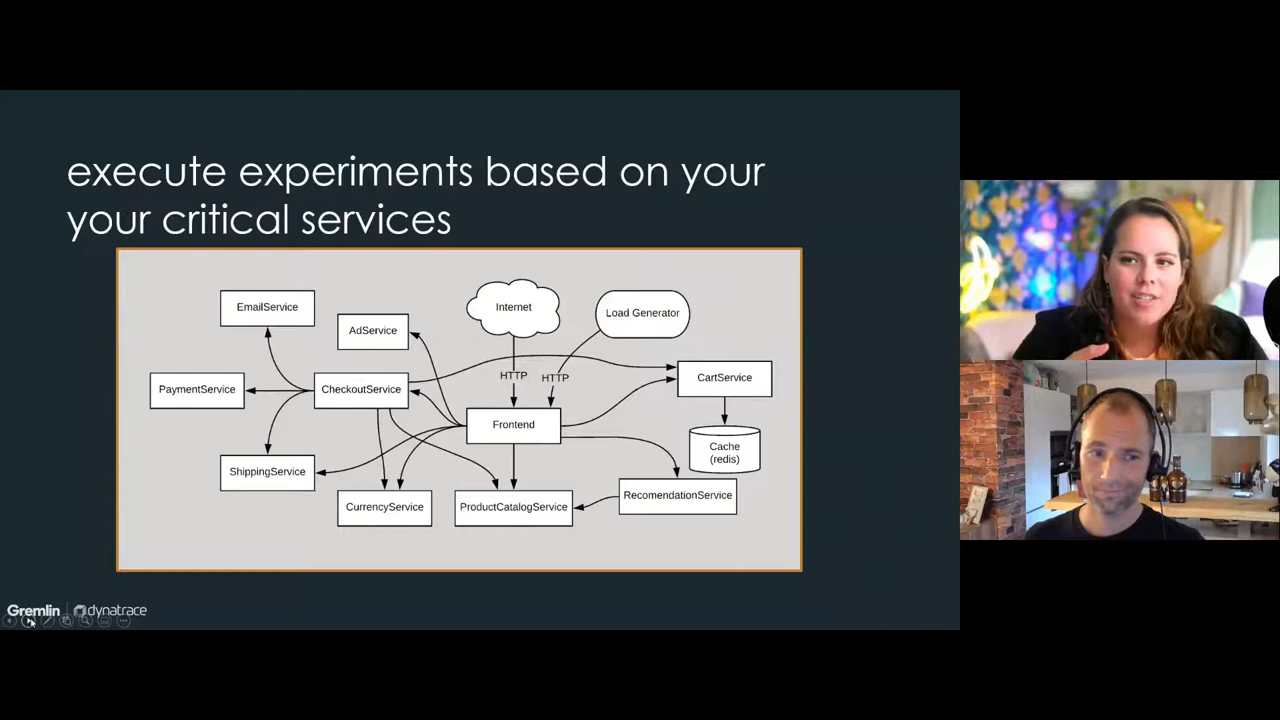 execute experiments based on your
your critical services
EmailService
AdService
Internet
Load Generator
PaymentService
CheckoutService
HTTP
HTTP
CartService
Frontend
Cache
(redis)
ShippingService
CurrencyService
ProductCatalogService
RecomendationService
Gremlin
dynatrace